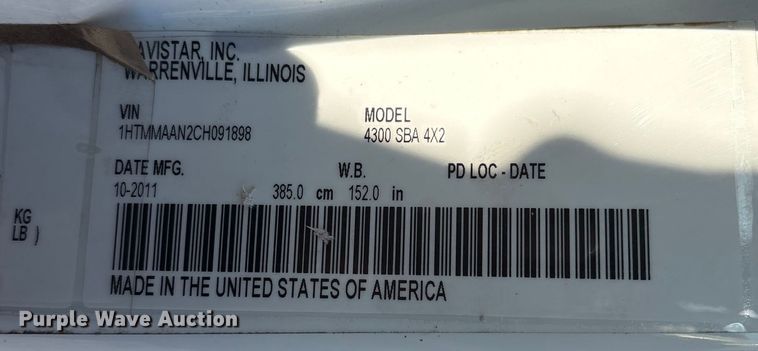 AVISTAR, INC.
WARRENVILLE, ILLINOIS
VIN MODEL
1HTMMAAN2CH091898 4300 SBA 4X2
DATE MFG. W.B. PD LOC - DATE
10-2011 385.0 cm 152.0 in
KG
LB )
MADE IN THE UNITED STATES OF AMERICA
Purple Wave Auction